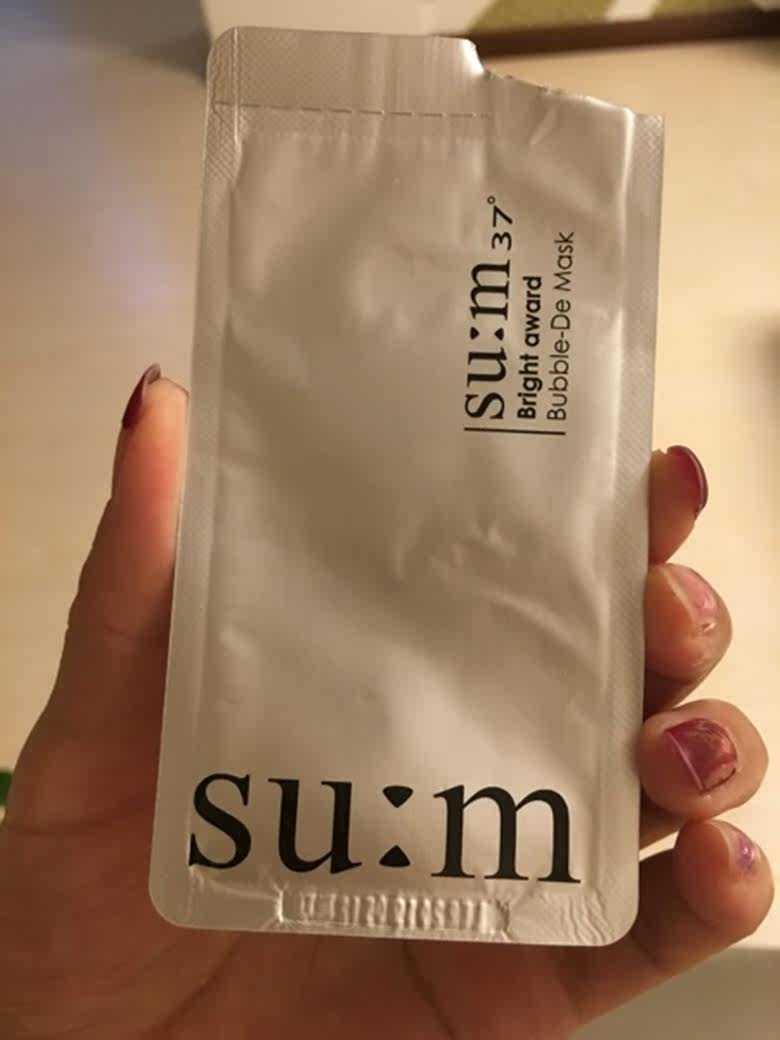 su:m37°
Bright award
Bubble-De Mask
su:m